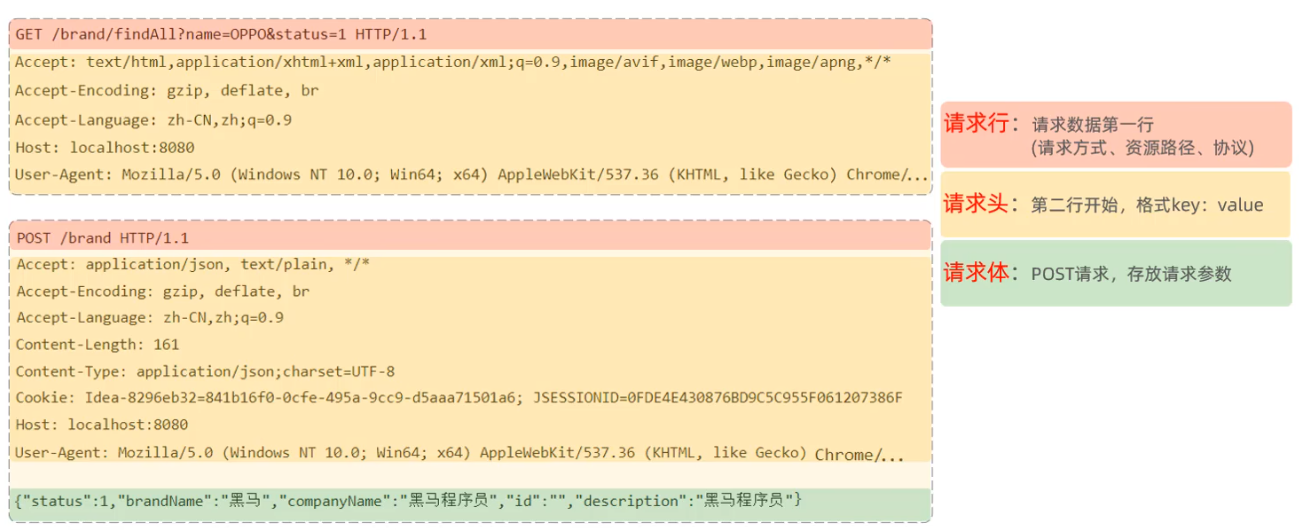 GET /brand/findAll?name=OPPO&status=1 HTTP/1.1
Accept: text/html,application/xhtml+xml,application/xml;q=0.9,image/avif,image/webp,image/apng,*/*
Accept-Encoding: gzip, deflate, br
Accept-Language: zh-CN,zh;q=0.9
Host: localhost:8080
User-Agent: Mozilla/5.0 (Windows NT 10.0; Win64; x64) AppleWebKit/537.36 (KHTML, like Gecko) Chrome/...
POST /brand HTTP/1.1
Accept: application/json, text/plain, */*
Accept-Encoding: gzip, deflate, br
Accept-Language: zh-CN,zh;q=0.9
Content-Length: 161
Content-Type: application/json;charset=UTF-8
Cookie: Idea-8296eb32=841b16f0-0cfe-495a-9cc9-d5aaa71501a6; JSESSIONID=0FDE4E430876BD9C5C955F061207386F
Host: localhost:8080
User-Agent: Mozilla/5.0 (Windows NT 10.0; Win64; x64) AppleWebKit/537.36 (KHTML, like Gecko) Chrome/...
{"status":1,"brandName":"黑马","companyName":"黑马程序员","id":"","description":"黑马程序员"}
请求行：请求数据第一行
(请求方式、资源路径、协议)
请求头：第二行开始，格式key：value
请求体：POST请求，存放请求参数